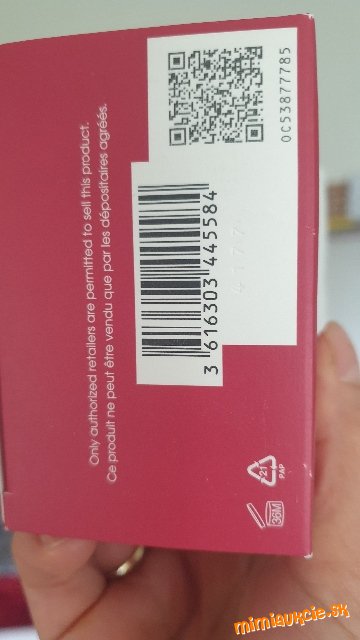 Only authorized retailers are permitted to sell this product.
Ce produit ne peut être vendu que par les dépositaires agréés.
3 616303 445584
0C53877785
4177
21
PAP
36M
mimiaukcie.sk